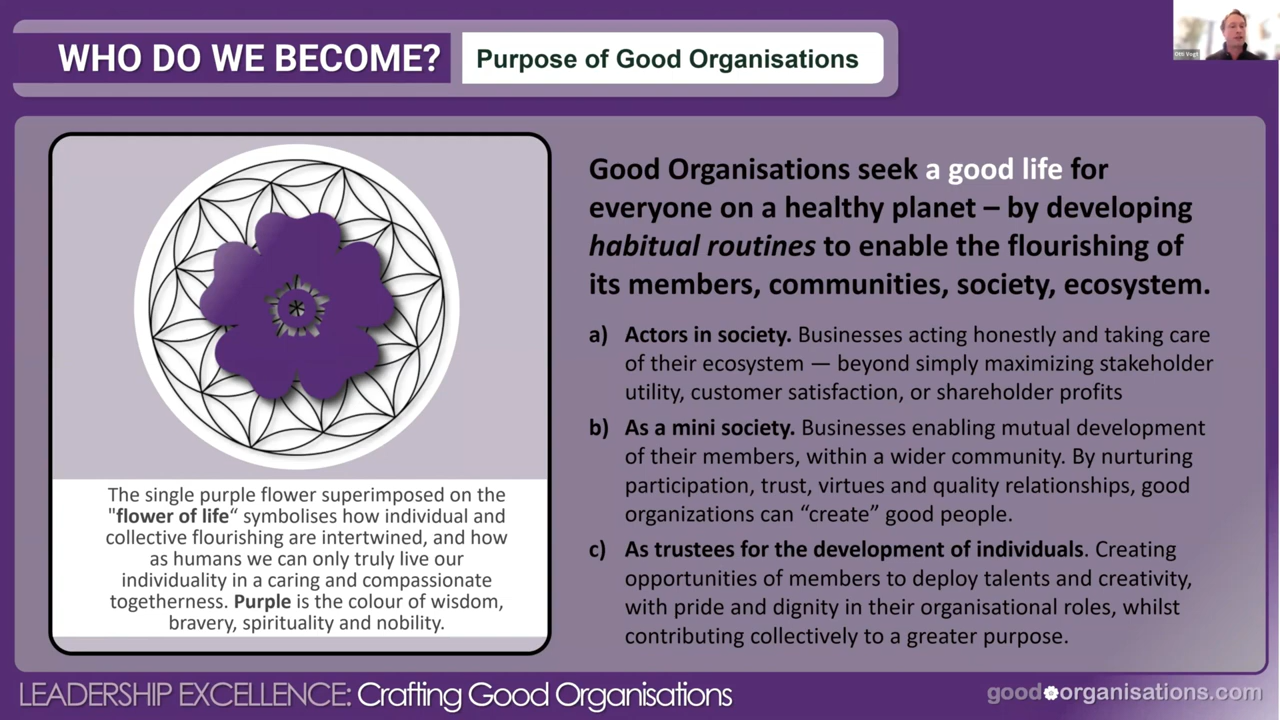 WHO DO WE BECOME?
Purpose of Good Organisations
Otti Vogt
The single purple flower superimposed on the
"flower of life“ symbolises how individual and
collective flourishing are intertwined, and how
as humans we can only truly live our
individuality in a caring and compassionate
togetherness. Purple is the colour of wisdom,
bravery, spirituality and nobility.
Good Organisations seek a good life for
everyone on a healthy planet – by developing
habitual routines to enable the flourishing of
its members, communities, society, ecosystem.
a) Actors in society. Businesses acting honestly and taking care
of their ecosystem — beyond simply maximizing stakeholder
utility, customer satisfaction, or shareholder profits
b) As a mini society. Businesses enabling mutual development
of their members, within a wider community. By nurturing
participation, trust, virtues and quality relationships, good
organizations can “create” good people.
c) As trustees for the development of individuals. Creating
opportunities of members to deploy talents and creativity,
with pride and dignity in their organisational roles, whilst
contributing collectively to a greater purpose.
LEADERSHIP EXCELLENCE: Crafting Good Organisations
good organisations.com